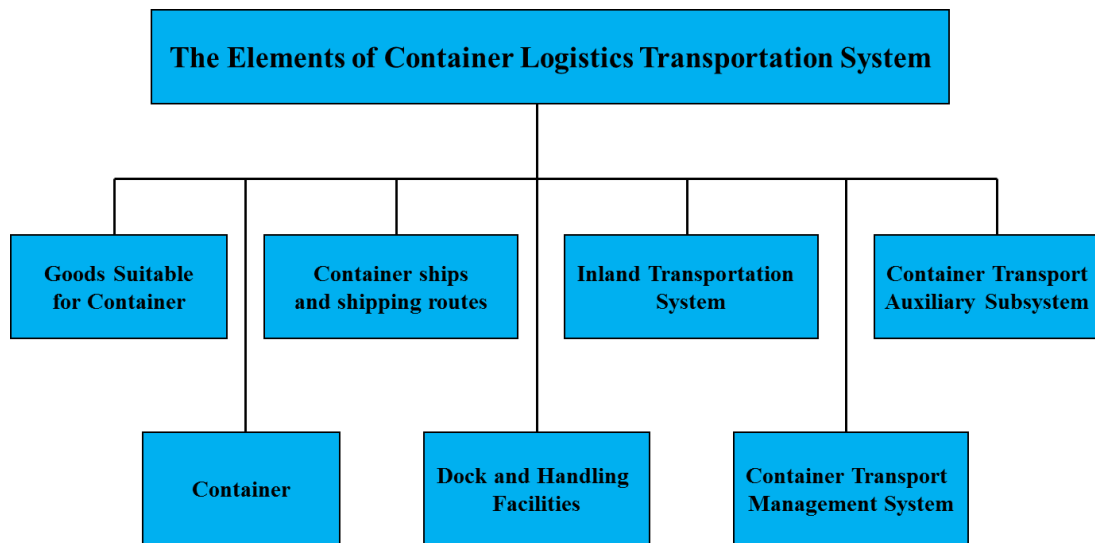 The Elements of Container Logistics Transportation System
Goods Suitable
for Container
Container ships
and shipping routes
Inland Transportation
System
Container Transport
Auxiliary Subsystem
Container
Dock and Handling
Facilities
Container Transport
Management System